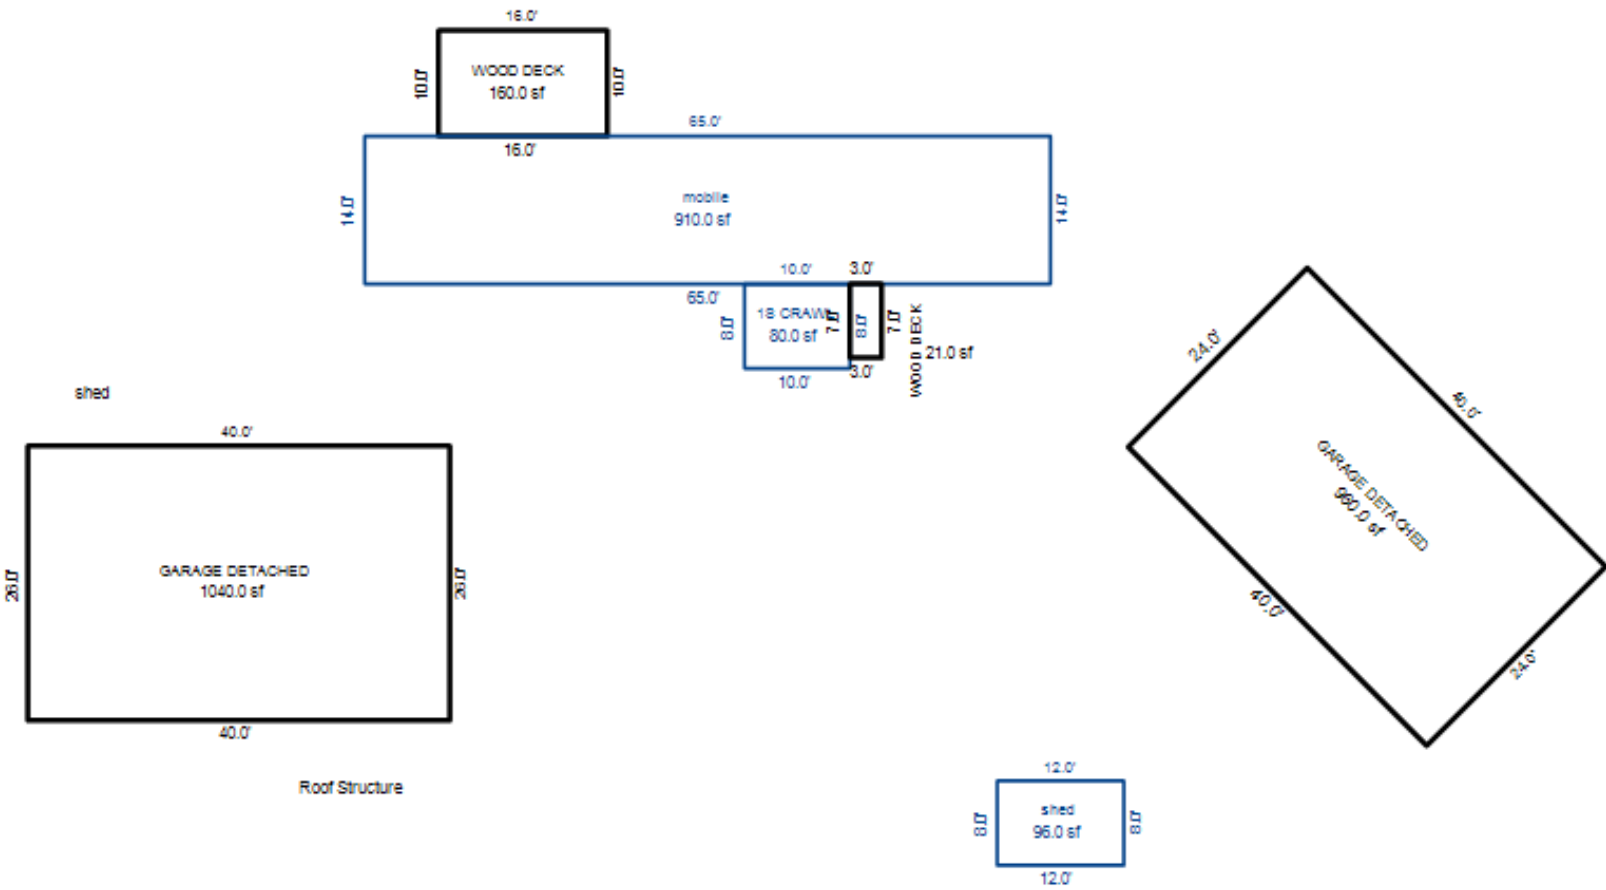 16.0'
WOOD DECK
160.0 sf
10.0'
10.0'
16.0'
65.0'
14.0'
mobile
910.0 sf
14.0'
65.0'
10.0'
3.0'
8.0'
1S CRAWL
80.0 sf
7.0'
8.0'
7.0'
WOOD DECK
21.0 sf
10.0'
3.0'
shed
40.0'
26.0'
GARAGE DETACHED
1040.0 sf
26.0'
40.0'
Roof Structure
24.0'
40.0'
GARAGE DETACHED
960.0 sf
40.0'
24.0'
12.0'
8.0'
shed
96.0 sf
8.0'
12.0'